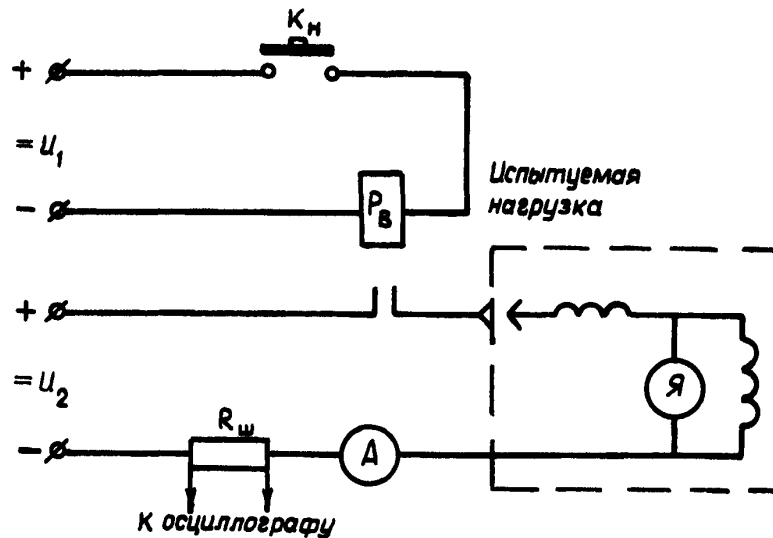 Kн
+
= U₁
−
Pв
Испытуемая
нагрузка
+
= U₂
−
Rш
А
Я
К осциллографу